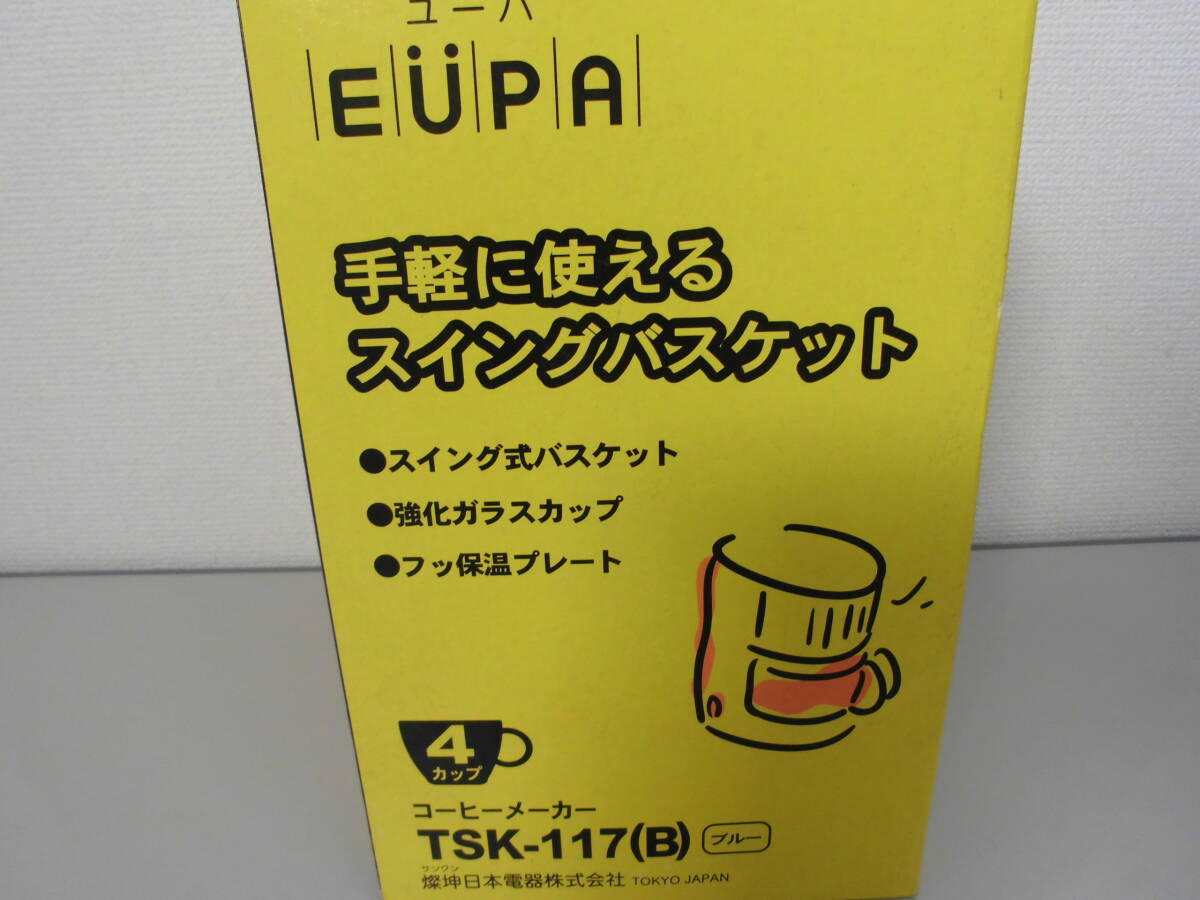 ユーパ
EÜPA
手軽に使える
スイングバスケット
●スイング式バスケット
●強化ガラスカップ
●フッ保温プレート
4
カップ
コーヒーメーカー
TSK-117(B) ブルー
サンクン
燦坤日本電器株式会社 TOKYO JAPAN